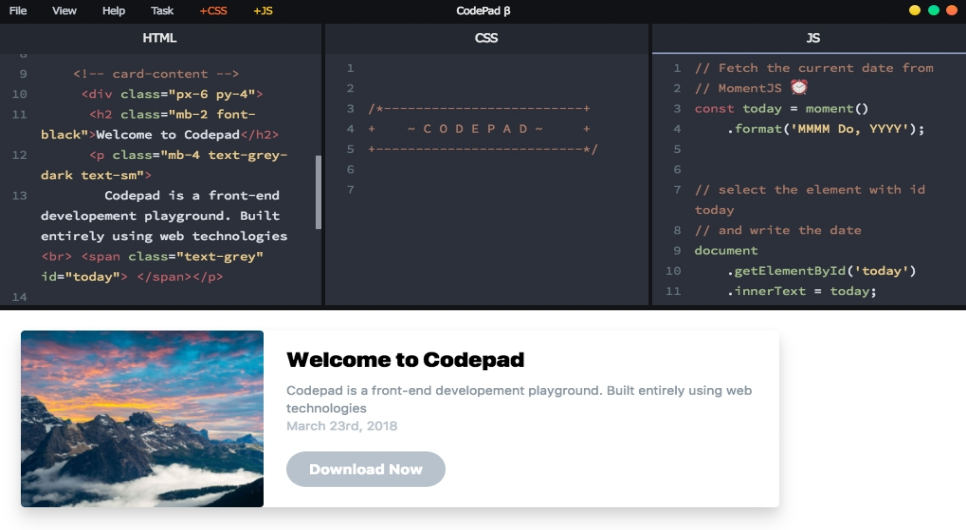 File View Help Task +CSS +JS CodePad β
HTML
8
9 <!-- card-content -->
10 <div class="px-6 py-4">
11 <h2 class="mb-2 font-
black">Welcome to Codepad</h2>
12 <p class="mb-4 text-grey-
dark text-sm">
13 Codepad is a front-end
developement playground. Built
entirely using web technologies
<br> <span class="text-grey"
id="today"> </span></p>
14
CSS
1
2
3 /*-------------------------+
4 + ~ C O D E P A D ~ +
5 +-------------------------*/
6
7
JS
1 // Fetch the current date from
2 // MomentJS ⏰
3 const today = moment()
4 .format('MMMM Do, YYYY');
5
6
7 // select the element with id
today
8 // and write the date
9 document
10 .getElementById('today')
11 .innerText = today;
Welcome to Codepad
Codepad is a front-end developement playground. Built entirely using web
technologies
March 23rd, 2018
Download Now